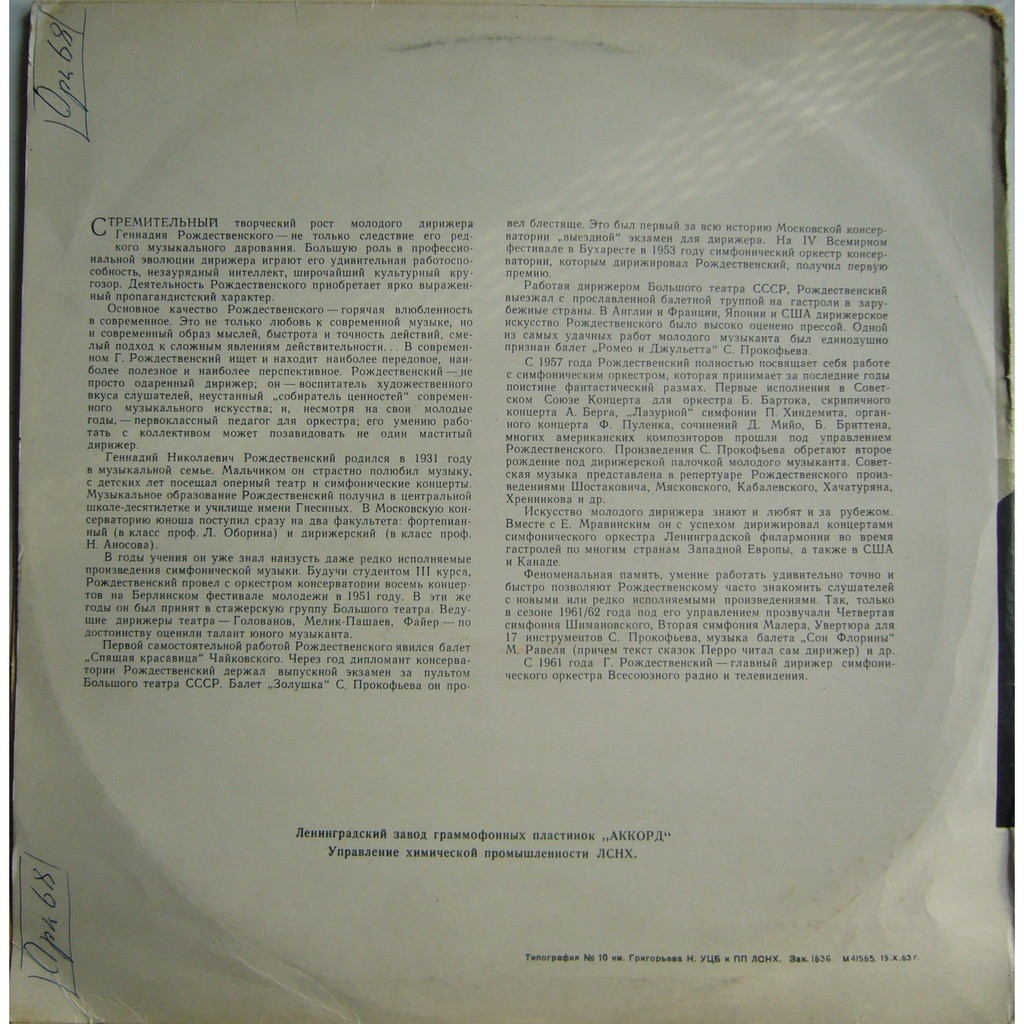 Орк 68
СТРЕМИТЕЛЬНЫЙ творческий рост молодого дирижера
Геннадия Рождественского — не только следствие его ред-
кого музыкального дарования. Большую роль в профессио-
нальной эволюции дирижера играют его удивительная работоспо-
собность, незаурядный интеллект, широчайший культурный кру-
гозор. Деятельность Рождественского приобретает ярко выражен-
ный пропагандистский характер.
Основное качество Рождественского — горячая влюбленность
в современное. Это не только любовь к современной музыке, но
и современный образ мыслей, быстрота и точность действий, сме-
лый подход к сложным явлениям действительности... В современ-
ном Г. Рождественский ищет и находит наиболее передовое, наи-
более полезное и наиболее перспективное. Рождественский — не
просто одаренный дирижер; он — воспитатель художественного
вкуса слушателей, неустанный „собиратель ценностей“ современ-
ного музыкального искусства; и, несмотря на свои молодые
годы, — первоклассный педагог для оркестра; его умению рабо-
тать с коллективом может позавидовать не один маститый
дирижер.
Геннадий Николаевич Рождественский родился в 1931 году
в музыкальной семье. Мальчиком он страстно полюбил музыку,
с детских лет посещал оперный театр и симфонические концерты.
Музыкальное образование Рождественский получил в центральной
школе-десятилетке и училище имени Гнесиных. В Московскую кон-
серваторию юноша поступил сразу на два факультета: фортепиан-
ный (в класс проф. Л. Оборина) и дирижерский (в класс проф.
Н. Аносова).
В годы учения он уже знал наизусть даже редко исполняемые
произведения симфонической музыки. Будучи студентом III курса,
Рождественский провел с оркестром консерватории восемь концер-
тов на Берлинском фестивале молодежи в 1951 году. В эти же
годы он был принят в стажерскую группу Большого театра. Веду-
щие дирижеры театра — Голованов, Мелик-Пашаев, Файер — по
достоинству оценили талант юного музыканта.
Первой самостоятельной работой Рождественского явился балет
„Спящая красавица“ Чайковского. Через год дипломант консерва-
тории Рождественский держал выпускной экзамен за пультом
Большого театра СССР. Балет „Золушка“ С. Прокофьева он про-
вел блестяще. Это был первый за всю историю Московской консер-
ватории „выездной“ экзамен для дирижера. На IV Всемирном
фестивале в Бухаресте в 1953 году симфонический оркестр консер-
ватории, которым дирижировал Рождественский, получил первую
премию.
Работая дирижером Большого театра СССР, Рождественский
выезжал с прославленной балетной труппой на гастроли в зару-
бежные страны. В Англии и Франции, Японии и США дирижерское
искусство Рождественского было высоко оценено прессой. Одной
из самых удачных работ молодого музыканта был единодушно
признан балет „Ромео и Джульетта“ С. Прокофьева.
С 1957 года Рождественский полностью посвящает себя работе
с симфоническим оркестром, которая принимает за последние годы
поистине фантастический размах. Первые исполнения в Совет-
ском Союзе Концерта для оркестра Б. Бартока, скрипичного
концерта А. Берга, „Лазурной“ симфонии П. Хиндемита, орган-
ного концерта Ф. Пуленка, сочинений Д. Мийо, Б. Бриттена,
многих американских композиторов прошли под управлением
Рождественского. Произведения С. Прокофьева обретают второе
рождение под дирижерской палочкой молодого музыканта. Совет-
ская музыка представлена в репертуаре Рождественского произ-
ведениями Шостаковича, Мясковского, Кабалевского, Хачатуряна,
Хренникова и др.
Искусство молодого дирижера знают и любят и за рубежом.
Вместе с Е. Мравинским он с успехом дирижировал концертами
симфонического оркестра Ленинградской филармонии во время
гастролей по многим странам Западной Европы, а также в США
и Канаде.
Феноменальная память, умение работать удивительно точно и
быстро позволяют Рождественскому часто знакомить слушателей
с новыми или редко исполняемыми произведениями. Так, только
в сезоне 1961/62 года под его управлением прозвучали Четвертая
симфония Шимановского, Вторая симфония Малера, Увертюра для
17 инструментов С. Прокофьева, музыка балета „Сон Флорины“
М. Равеля (причем текст сказок Перро читал сам дирижер) и др.
С 1961 года Г. Рождественский — главный дирижер симфони-
ческого оркестра Всесоюзного радио и телевидения.
Ленинградский завод граммофонных пластинок „АККОРД“
Управление химической промышленности ЛСНХ.
Орк 68
Типография № 10 им. Григорьева Н. УЦБ и ПП ЛСНХ. Зак. 1636 М 41565. 15.X.63 г.